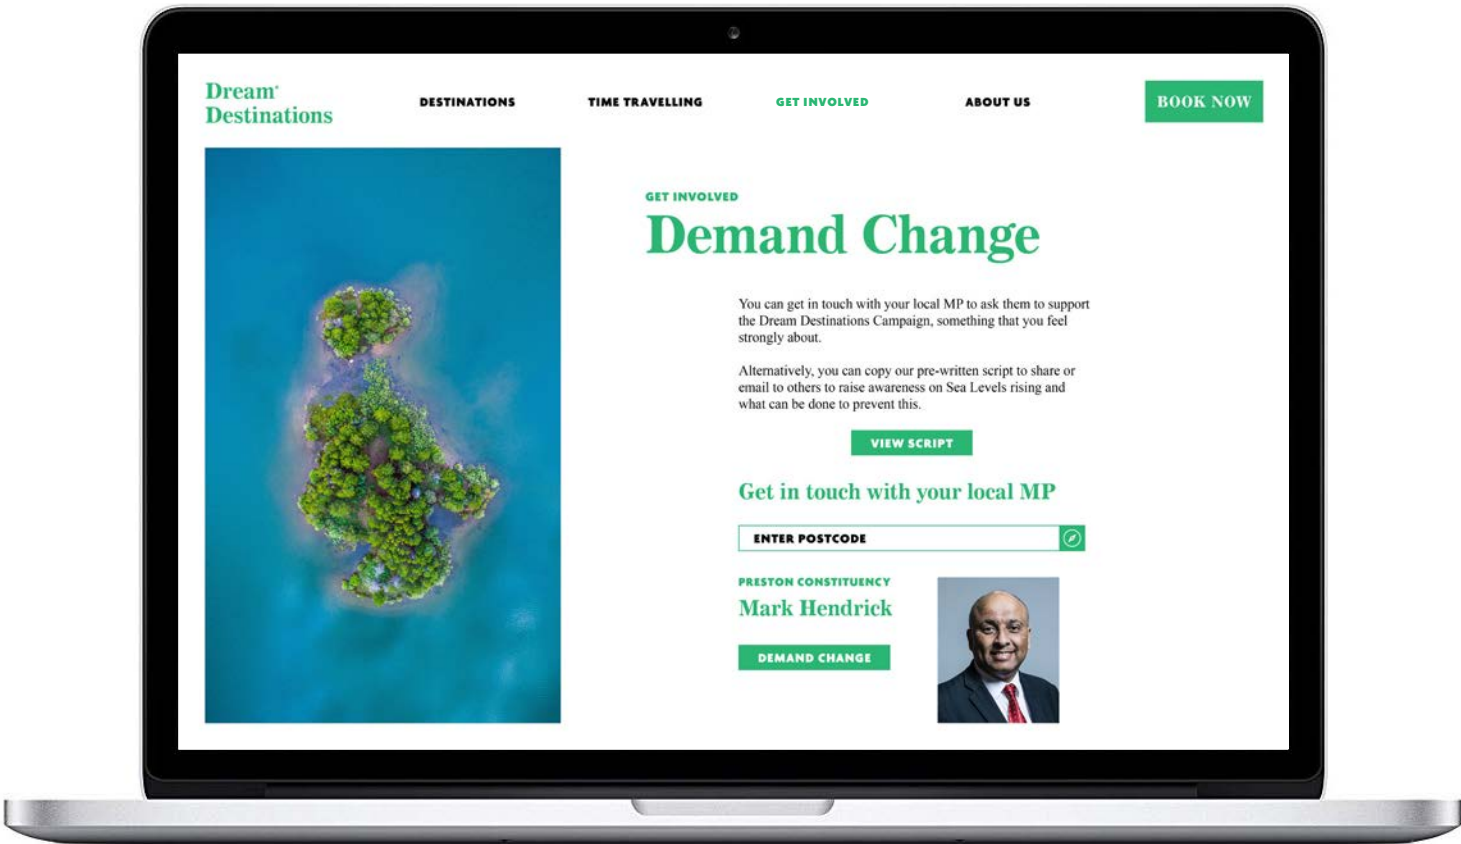 Dream°
Destinations
DESTINATIONS
TIME TRAVELLING
GET INVOLVED
ABOUT US
BOOK NOW
GET INVOLVED
Demand Change
You can get in touch with your local MP to ask them to support
the Dream Destinations Campaign, something that you feel
strongly about.
Alternatively, you can copy our pre-written script to share or
email to others to raise awareness on Sea Levels rising and
what can be done to prevent this.
VIEW SCRIPT
Get in touch with your local MP
ENTER POSTCODE
PRESTON CONSTITUENCY
Mark Hendrick
DEMAND CHANGE